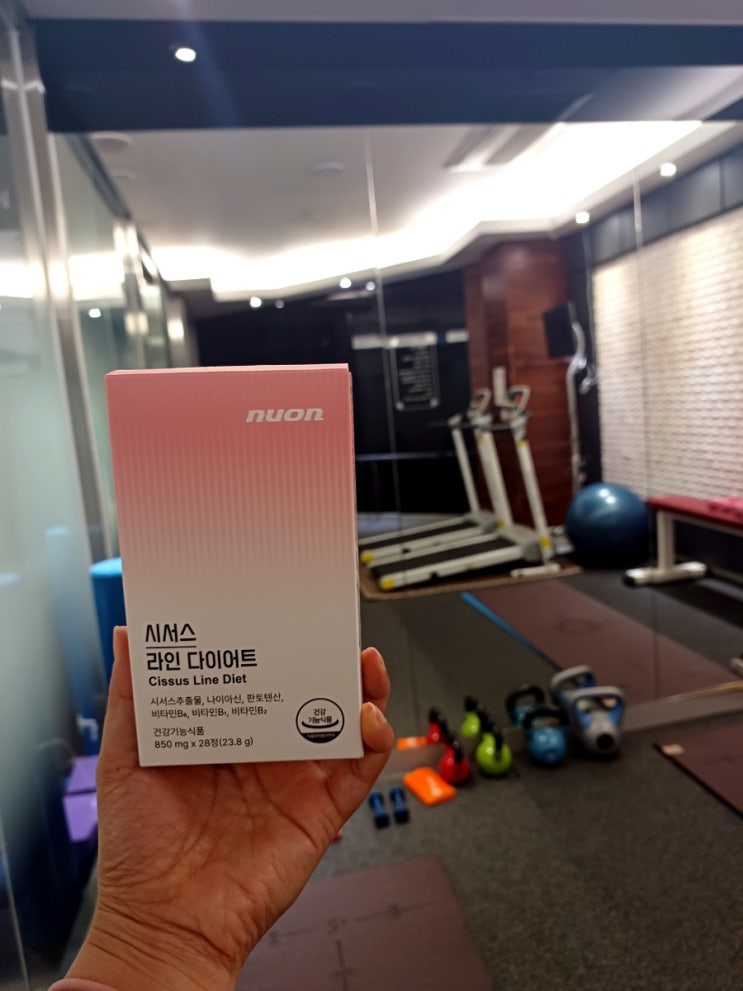 nuon
시서스
라인 다이어트
Cissus Line Diet
시서스추출물, 나이아신, 판토텐산,
비타민B₆, 비타민B₁, 비타민B₂
건강기능식품
850 mg x 28정(23.8 g)
건강
기능식품